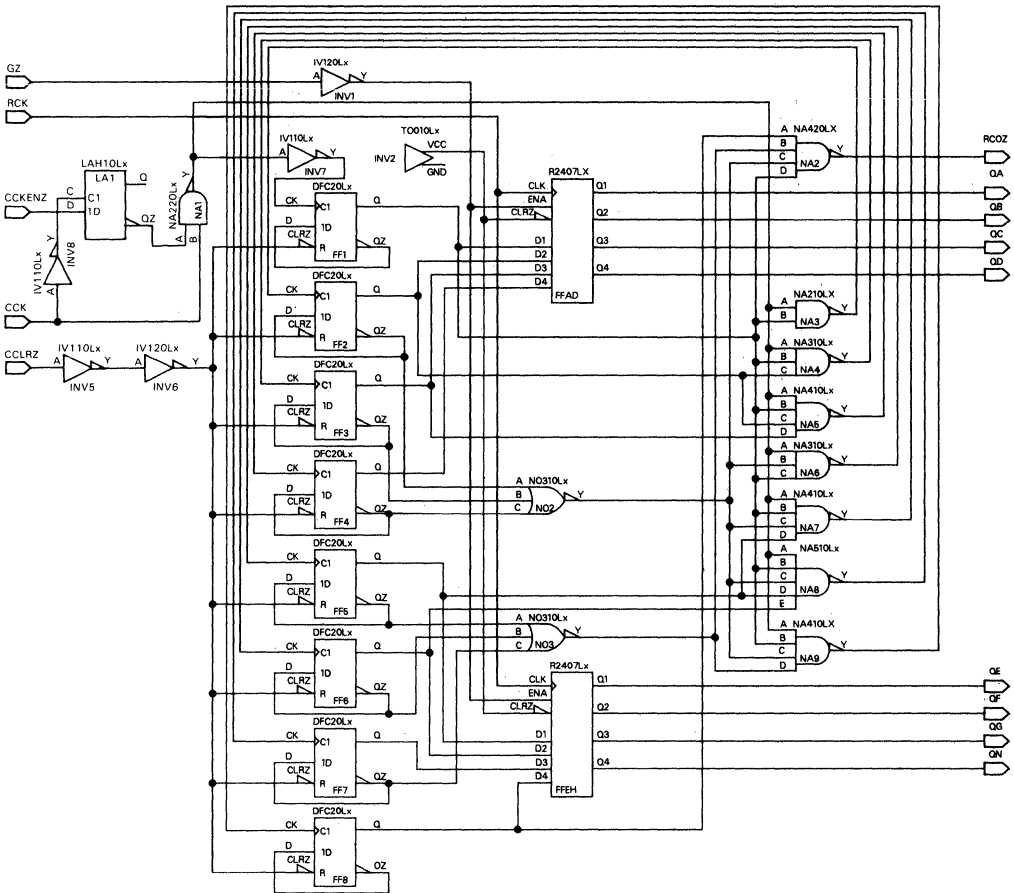 GZ
IV120Lx
A Y
INV1
RCK
IV110Lx
A Y
INV7
TO010Lx
VCC
INV2
GND
A NA420LX
B Y
C
D NA2
RCOZ
QA
QB
QC
QD
LAH10Lx
LA1 Q
C C1
D 1D
QZ
CCKENZ
NA220Lx
Y
NA1
A B
IV110Lx
Y
INV8
A
CCK
CCLRZ
IV110Lx
A Y
INV5
IV120Lx
A Y
INV6
DFC20Lx
CK C1 Q
D 1D
CLRZ QZ
R FF1
DFC20Lx
CK C1 Q
D 1D
CLRZ QZ
R FF2
DFC20Lx
CK C1 Q
D 1D
CLRZ QZ
R FF3
DFC20Lx
CK C1 Q
D 1D
CLRZ QZ
R FF4
DFC20Lx
CK C1 Q
D 1D
CLRZ QZ
R FF5
DFC20Lx
CK C1 Q
D 1D
CLRZ QZ
R FF6
DFC20Lx
CK C1 Q
D 1D
CLRZ QZ
R FF7
DFC20Lx
CK C1 Q
D 1D
CLRZ OZ
R FF8
R2407LX
CLK Q1
ENA
CLRZ Q2
D1 Q3
D2
D3 Q4
D4
FFAD
A NO310Lx
B Y
C NO2
A NO310Lx
B Y
C NO3
R2407Lx
CLK Q1
ENA
CLRZ Q2
D1 Q3
D2
D3 Q4
D4
FFEH
NA210LX
A Y
B NA3
NA310LX
A
B Y
C NA4
NA410LX
A
B Y
C
D NA5
NA310LX
A
B Y
C NA6
NA410Lx
A
B Y
C
D NA7
NA510Lx
A
B
C Y
D NA8
E
NA410LX
A
B Y
C
D NA9
QE
QF
QG
QN